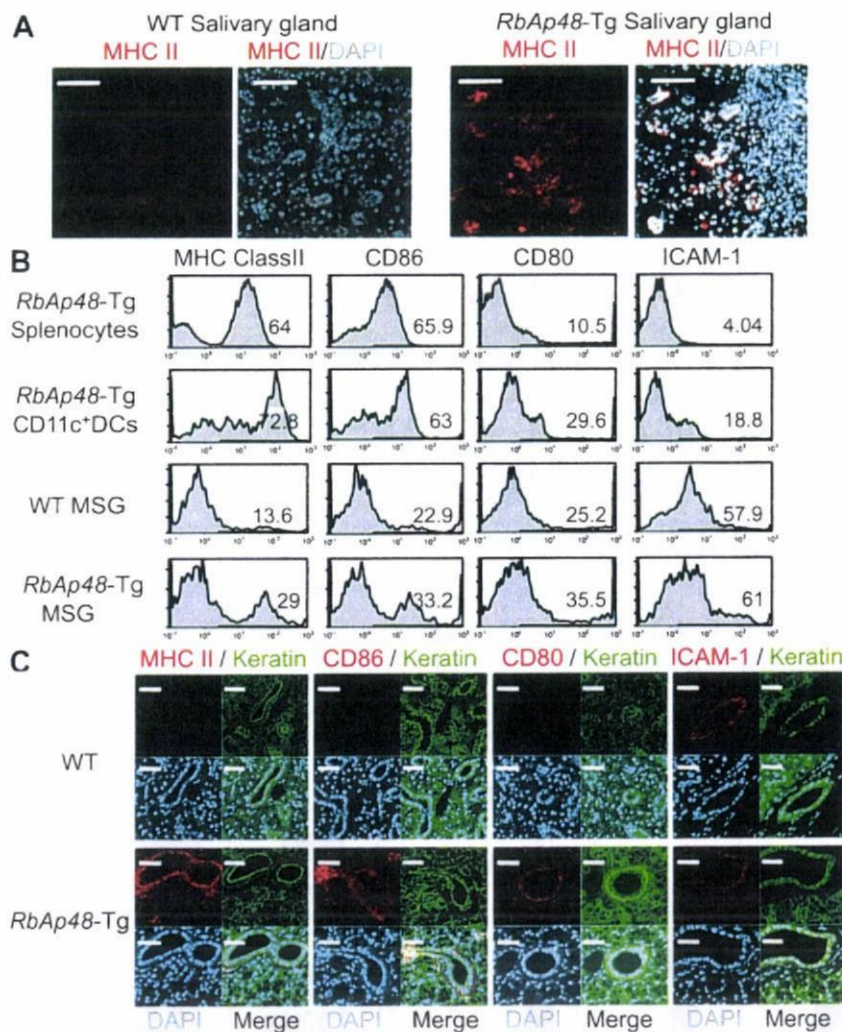 A
WT Salivary gland
RbAp48-Tg Salivary gland
MHC II
MHC II/DAPI
MHC II
MHC II/DAPI
B
MHC ClassII
CD86
CD80
ICAM-1
RbAp48-Tg
Splenocytes
64
65.9
10.5
4.04
RbAp48-Tg
CD11c⁺DCs
72.8
63
29.6
18.8
WT MSG
13.6
22.9
25.2
57.9
RbAp48-Tg
MSG
29
33.2
35.5
61
C
MHC II / Keratin
CD86 / Keratin
CD80 / Keratin
ICAM-1 / Keratin
WT
RbAp48-Tg
DAPI
Merge
DAPI
Merge
DAPI
Merge
DAPI
Merge